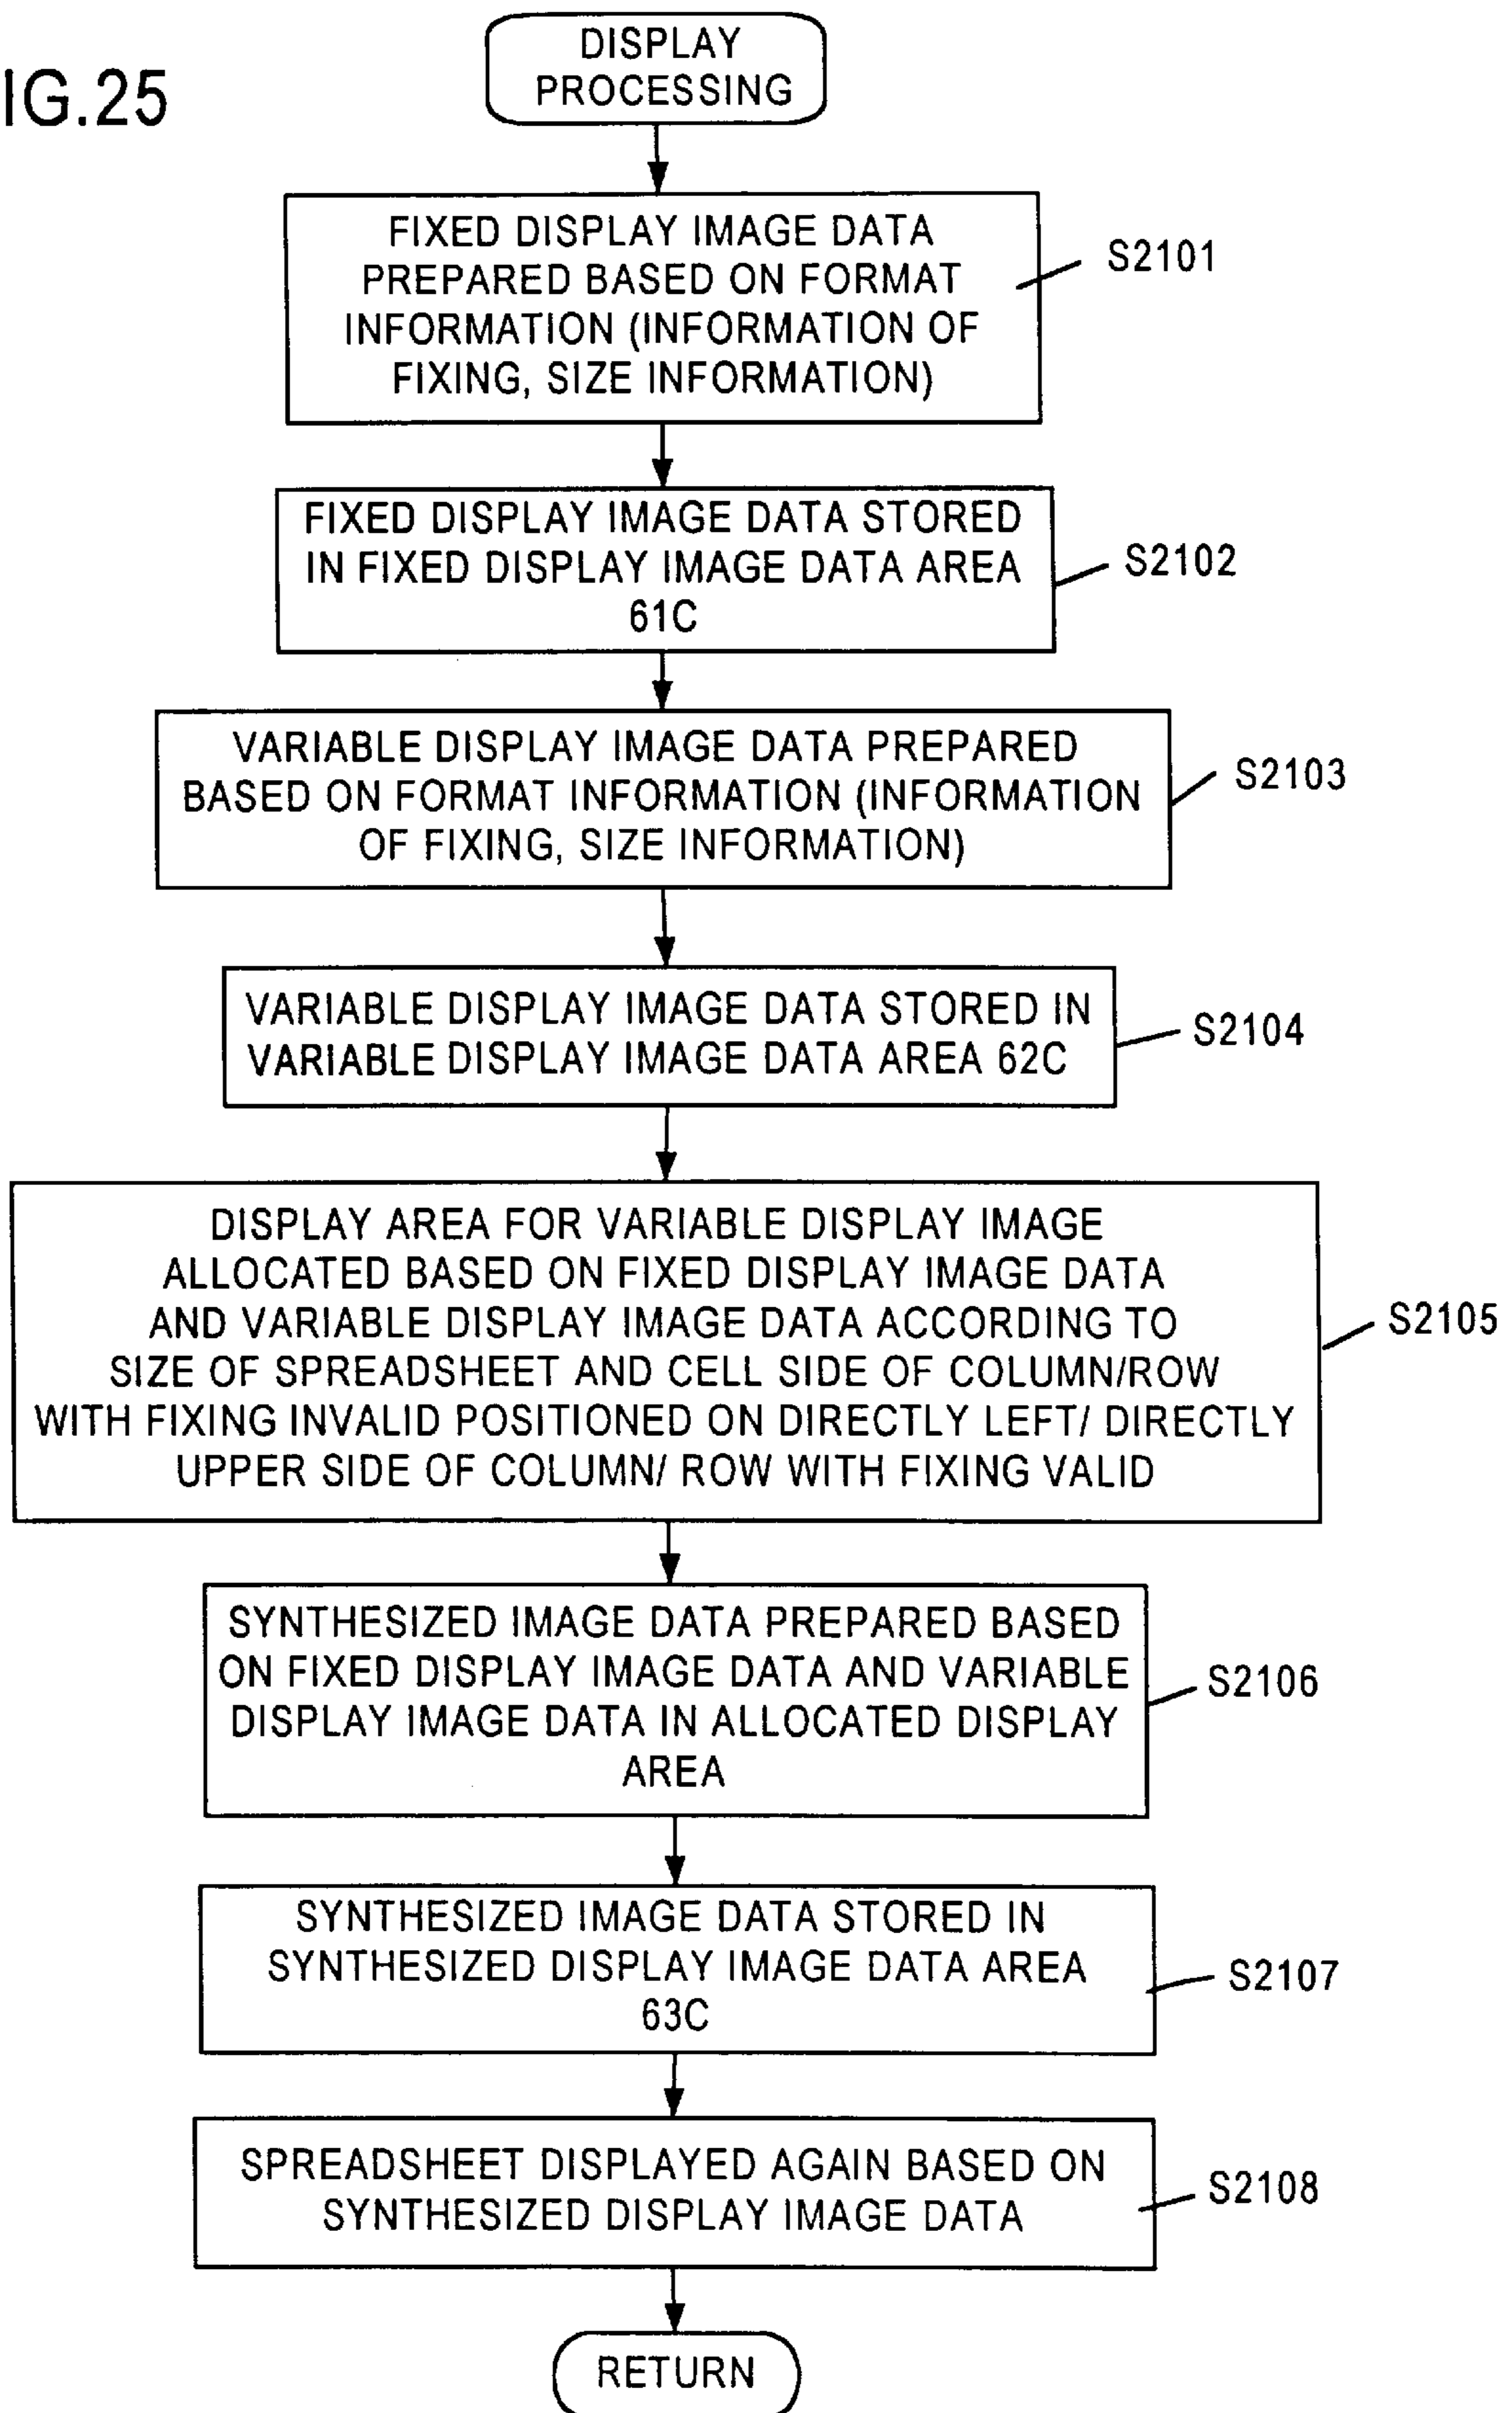 IG.25
DISPLAY
PROCESSING
FIXED DISPLAY IMAGE DATA
PREPARED BASED ON FORMAT
INFORMATION (INFORMATION OF
FIXING, SIZE INFORMATION)
S2101
FIXED DISPLAY IMAGE DATA STORED
IN FIXED DISPLAY IMAGE DATA AREA
61C
S2102
VARIABLE DISPLAY IMAGE DATA PREPARED
BASED ON FORMAT INFORMATION (INFORMATION
OF FIXING, SIZE INFORMATION)
S2103
VARIABLE DISPLAY IMAGE DATA STORED IN
VARIABLE DISPLAY IMAGE DATA AREA 62C
S2104
DISPLAY AREA FOR VARIABLE DISPLAY IMAGE
ALLOCATED BASED ON FIXED DISPLAY IMAGE DATA
AND VARIABLE DISPLAY IMAGE DATA ACCORDING TO
SIZE OF SPREADSHEET AND CELL SIDE OF COLUMN/ROW
WITH FIXING INVALID POSITIONED ON DIRECTLY LEFT/ DIRECTLY
UPPER SIDE OF COLUMN/ ROW WITH FIXING VALID
S2105
SYNTHESIZED IMAGE DATA PREPARED BASED
ON FIXED DISPLAY IMAGE DATA AND VARIABLE
DISPLAY IMAGE DATA IN ALLOCATED DISPLAY
AREA
S2106
SYNTHESIZED IMAGE DATA STORED IN
SYNTHESIZED DISPLAY IMAGE DATA AREA
63C
S2107
SPREADSHEET DISPLAYED AGAIN BASED ON
SYNTHESIZED DISPLAY IMAGE DATA
S2108
RETURN